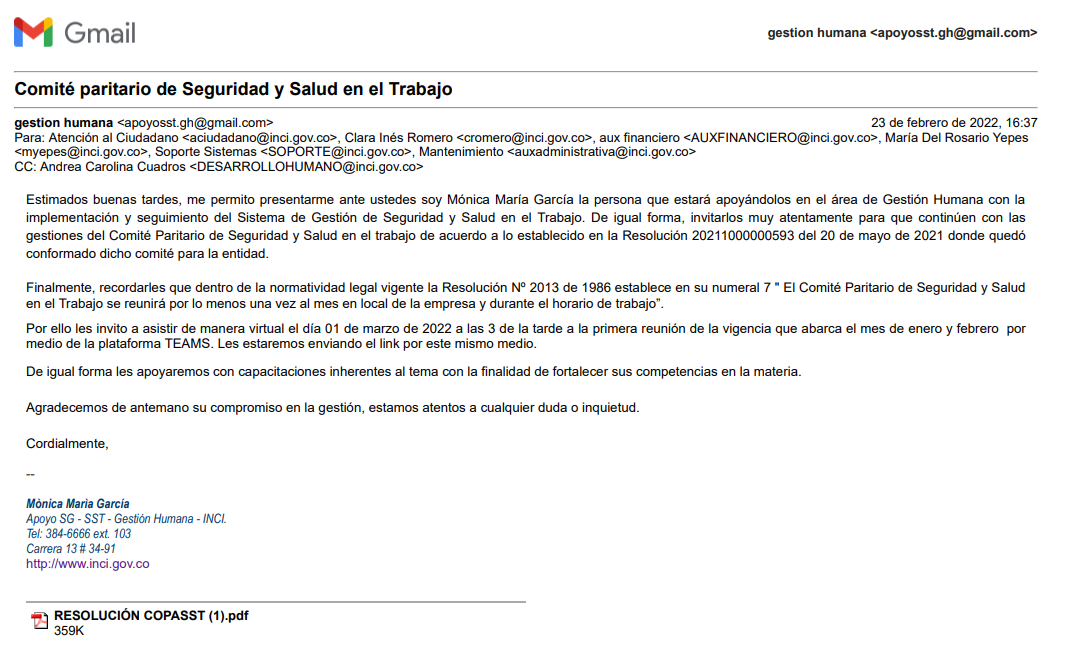 Gmail
gestion humana <apoyosst.gh@gmail.com>
Comité paritario de Seguridad y Salud en el Trabajo
gestion humana <apoyosst.gh@gmail.com>
23 de febrero de 2022, 16:37
Para: Atención al Ciudadano <aciudadano@inci.gov.co>, Clara Inés Romero <cromero@inci.gov.co>, aux financiero <AUXFINANCIERO@inci.gov.co>, María Del Rosario Yepes
<myepes@inci.gov.co>, Soporte Sistemas <SOPORTE@inci.gov.co>, Mantenimiento <auxadministrativa@inci.gov.co>
CC: Andrea Carolina Cuadros <DESARROLLOHUMANO@inci.gov.co>
Estimados buenas tardes, me permito presentarme ante ustedes soy Mónica María García la persona que estará apoyándolos en el área de Gestión Humana con la
implementación y seguimiento del Sistema de Gestión de Seguridad y Salud en el Trabajo. De igual forma, invitarlos muy atentamente para que continúen con las
gestiones del Comité Paritario de Seguridad y Salud en el trabajo de acuerdo a lo establecido en la Resolución 20211000000593 del 20 de mayo de 2021 donde quedó
conformado dicho comité para la entidad.
Finalmente, recordarles que dentro de la normatividad legal vigente la Resolución Nº 2013 de 1986 establece en su numeral 7 " El Comité Paritario de Seguridad y Salud
en el Trabajo se reunirá por lo menos una vez al mes en local de la empresa y durante el horario de trabajo”.
Por ello les invito a asistir de manera virtual el día 01 de marzo de 2022 a las 3 de la tarde a la primera reunión de la vigencia que abarca el mes de enero y febrero por
medio de la plataforma TEAMS. Les estaremos enviando el link por este mismo medio.
De igual forma les apoyaremos con capacitaciones inherentes al tema con la finalidad de fortalecer sus competencias en la materia.
Agradecemos de antemano su compromiso en la gestión, estamos atentos a cualquier duda o inquietud.
Cordialmente,
--
Mònica Marìa García
Apoyo SG - SST - Gestión Humana - INCI.
Tel: 384-6666 ext. 103
Carrera 13 # 34-91
http://www.inci.gov.co
RESOLUCIÓN COPASST (1).pdf
359K